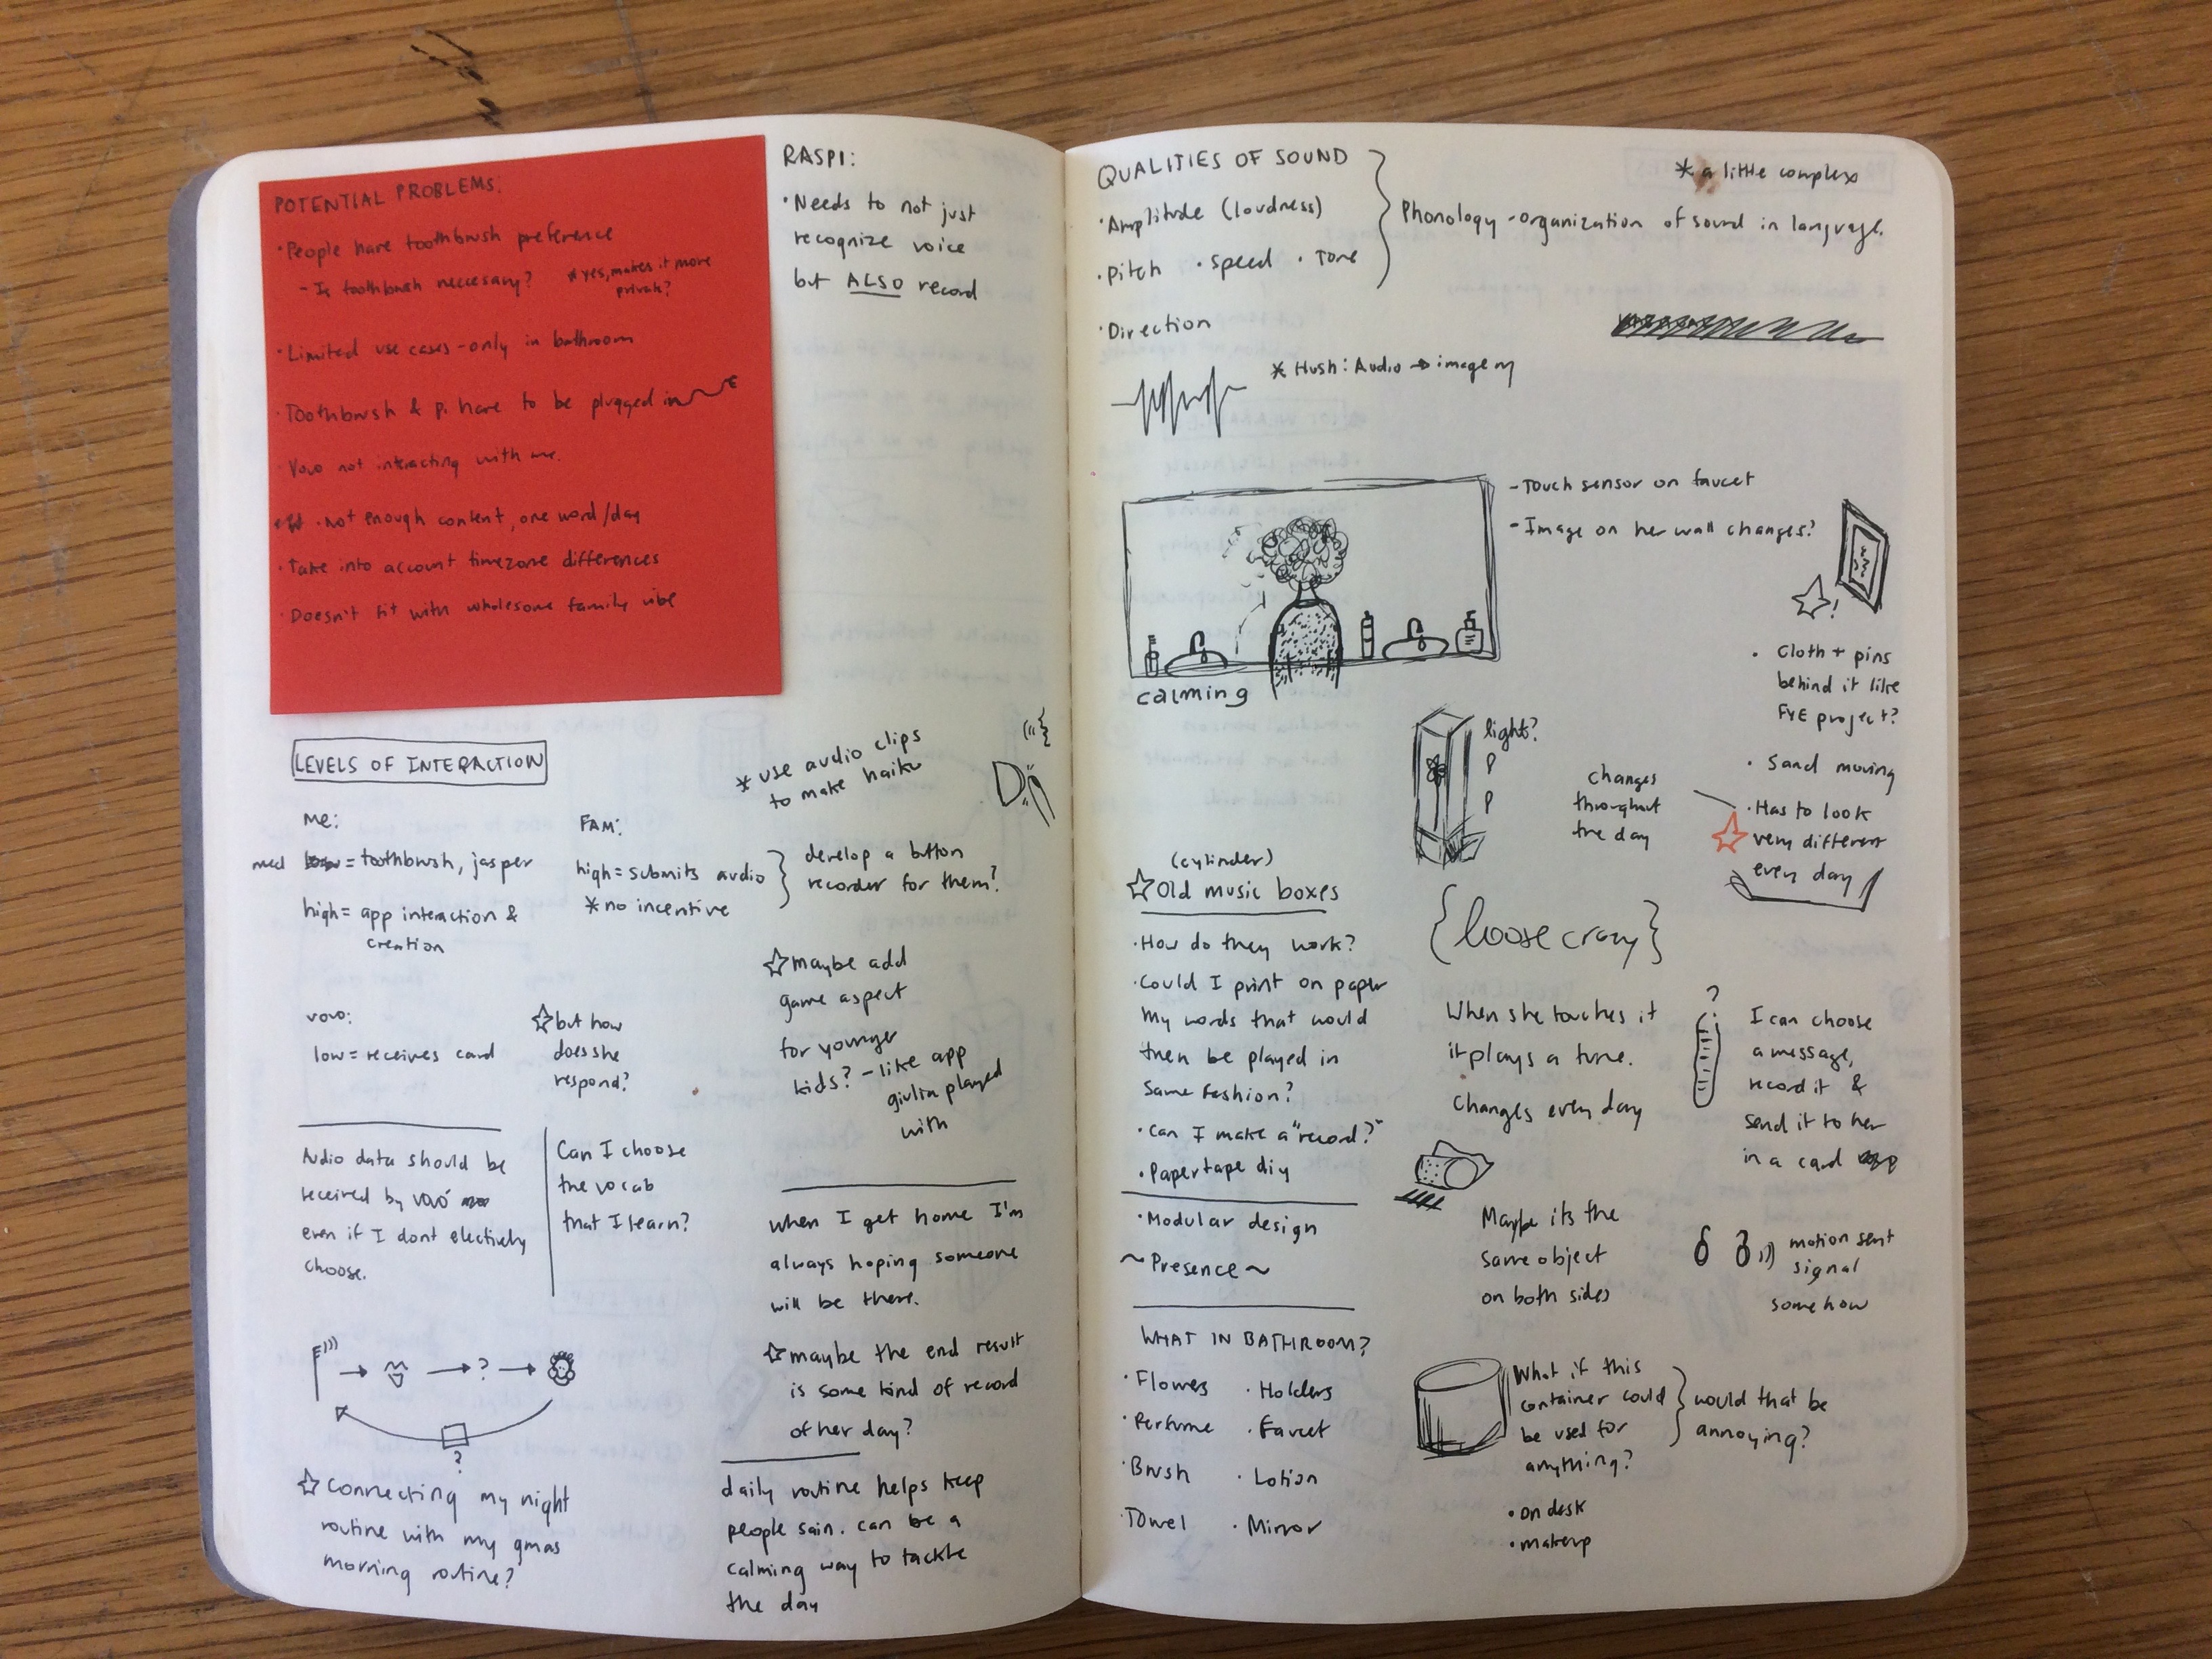 POTENTIAL PROBLEMS:
· People have toothbrush preference
- Is toothbrush neccesary? * yes, makes it more
private?
· Limited use cases - only in bathroom
· Toothbrush & pi have to be plugged in
· Vovo not interacting with me.
· not enough content, one word/day
· Take into account timezone differences
· Doesn't fit with wholesome family vibe
RASPI:
· Needs to not just
recognize voice
but ALSO record
LEVELS OF INTERACTION
me:
med = toothbrush, jasper
high = app interaction &
creation
FAM:
high = submits audio
* no incentive
develop a button
recorder for them?
* use audio clips
to make haiku
vovo:
low = receives card
☆ but how
does she
respond?
☆ maybe add
game aspect
for younger
kids? - like app
giulia played
with
Audio data should be
received by vovó
even if I dont electively
choose.
Can I choose
the vocab
that I learn?
when I get home I'm
always hoping someone
will be there.
☆ maybe the end result
is some kind of record
of her day?
?
?
☆ Connecting my night
routine with my gmas
morning routine?
daily routine helps keep
people sain. can be a
calming way to tackle
the day
QUALITIES OF SOUND
· Amplitude (loudness)
· Pitch · Speed · Tone
· Direction
* a little complex
Phonology - organization of sound in language.
* Hush: Audio → imagery
- Touch sensor on faucet
- Image on her wall changes?
calming
☆!
· Cloth + pins
behind it like
FYE project?
· Sand moving
· Has to look
☆ very different
every day
light?
changes
throughout
the day
(cylinder)
☆ Old music boxes
· How do they work?
· Could I print on paper
my words that would
then be played in
same fashion?
· Can I make a "record?"
· Papertape diy
· Modular design
~ Presence ~
{loose crazy}
When she touches it
it plays a tune.
Changes every day
?
I can choose
a message,
record it &
send it to her
in a card
Maybe its the
same object
on both sides
motion sent
signal
somehow
WHAT IN BATHROOM?
· Flowers · Holders
· Perfume · Faucet
· Brush · Lotion
· Towel · Mirror
What if this
container could
be used for
anything?
would that be
annoying?
· on desk
· makeup